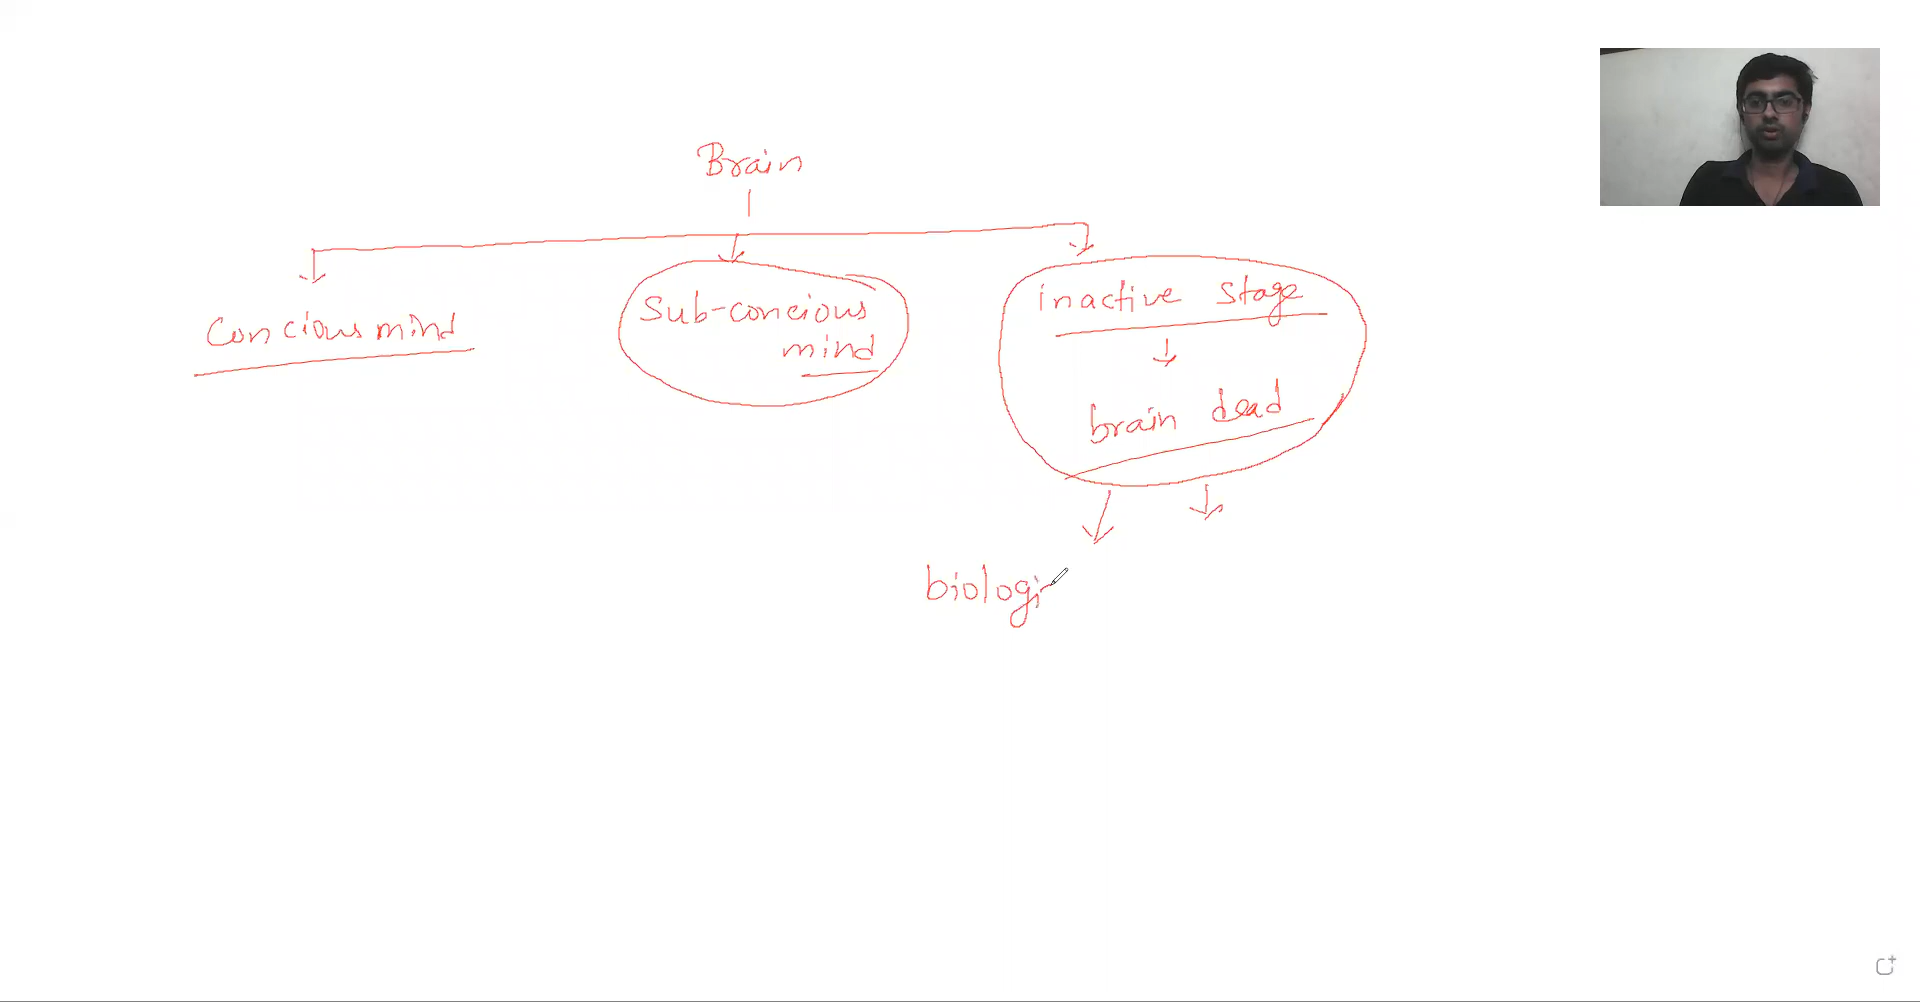 Brain
Concious mind
Sub-concious
mind
inactive stage
brain dead
biologi